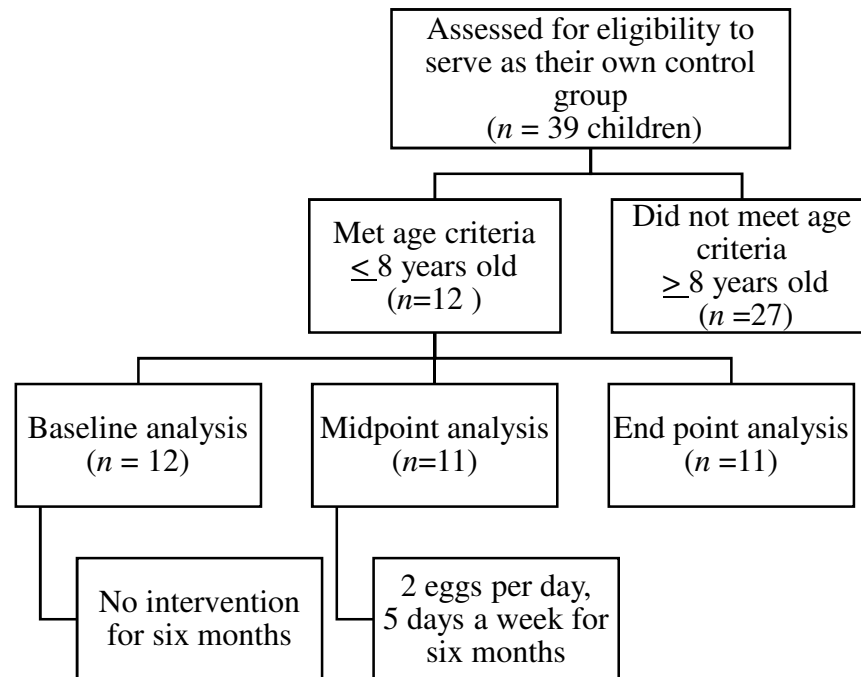 Assessed for eligibility to
serve as their own control
group
(n = 39 children)
Met age criteria
< 8 years old
(n=12 )
Did not meet age
criteria
> 8 years old
(n =27)
Baseline analysis
(n = 12)
Midpoint analysis
(n=11)
End point analysis
(n =11)
No intervention
for six months
2 eggs per day,
5 days a week for
six months